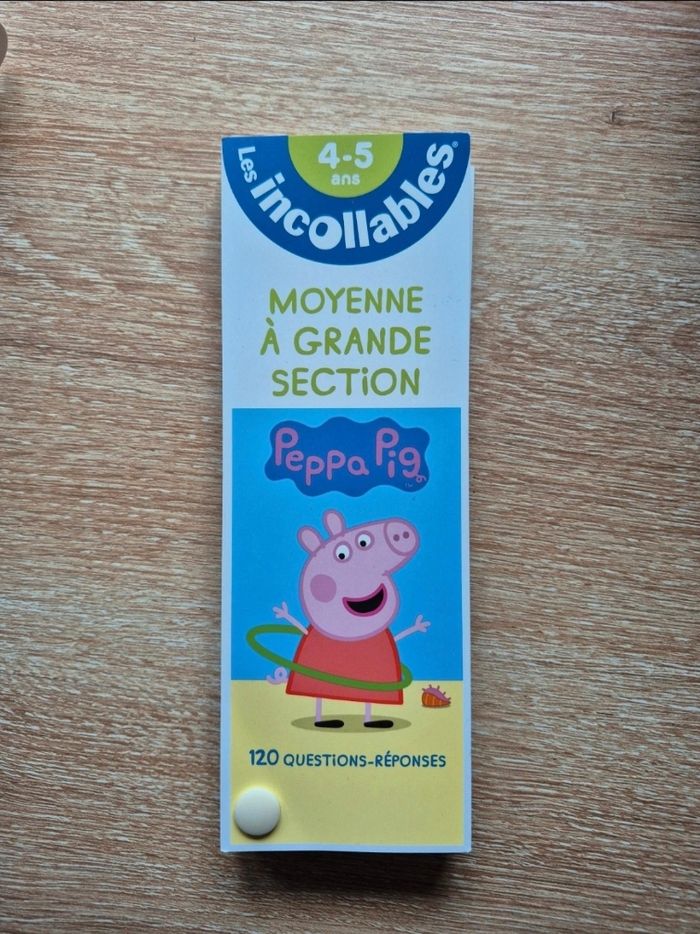 4-5
ans
Les incollables®
MOYENNE
À GRANDE
SECTION
Peppa Pig
120 QUESTIONS-RÉPONSES